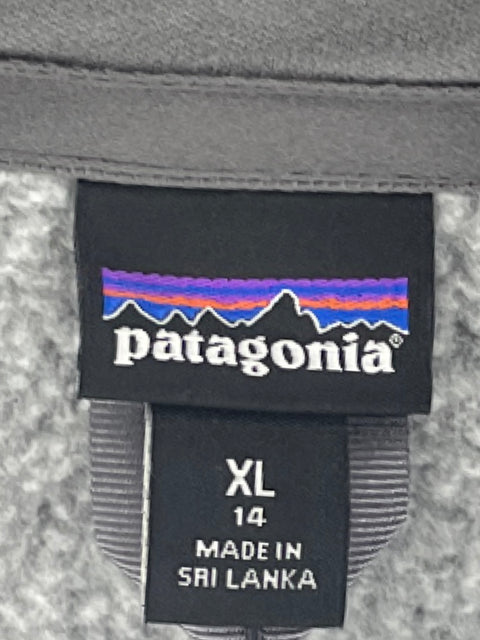 patagonia®
XL
14
MADE IN
SRI LANKA